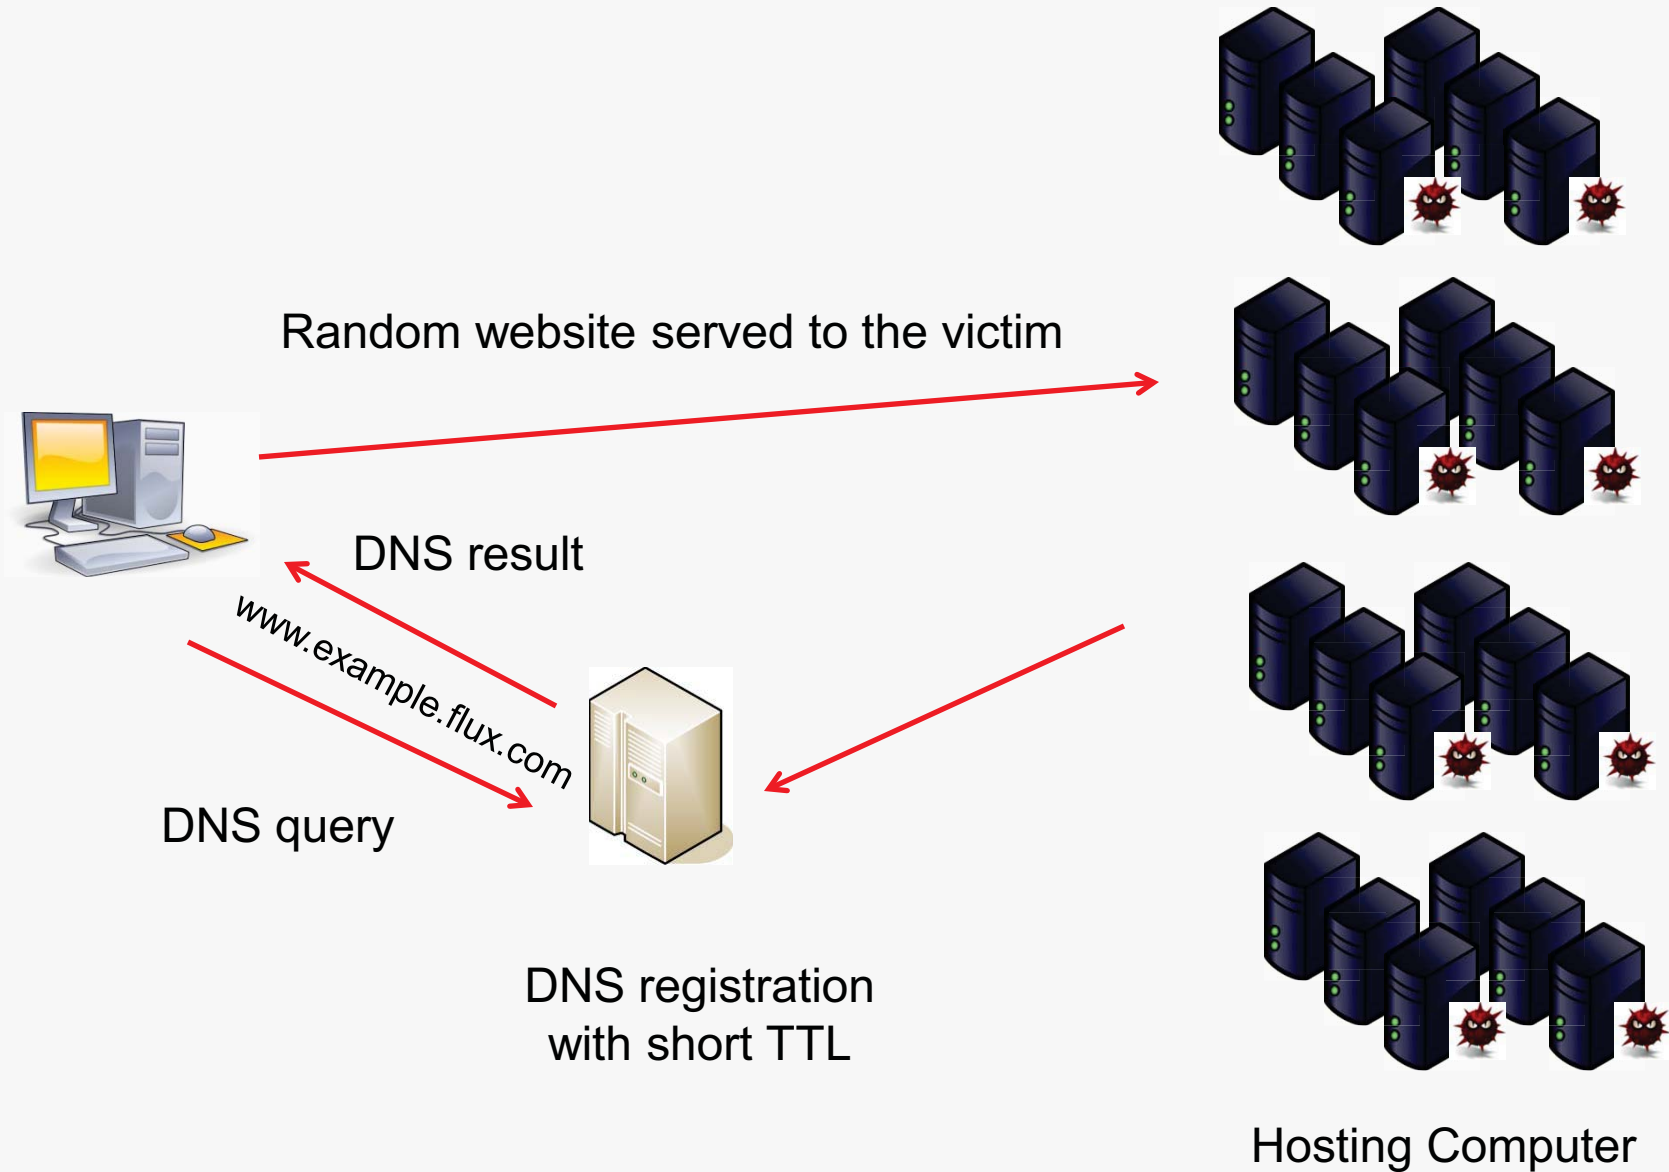 Random website served to the victim
DNS result
www.example.flux.com
DNS query
DNS registration
with short TTL
Hosting Computer